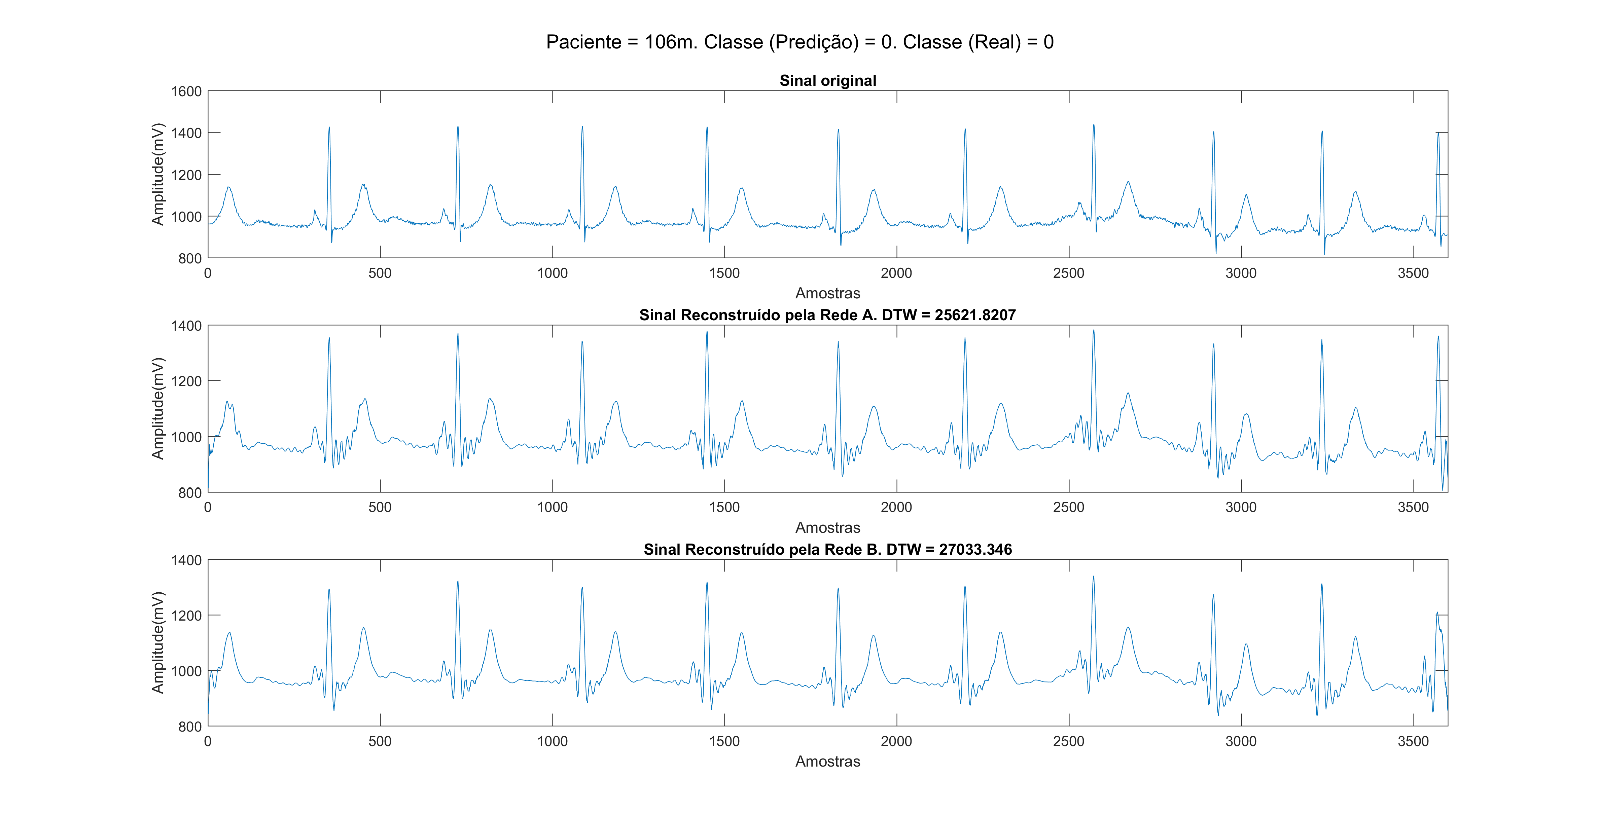 Paciente = 106m. Classe (Predição) = 0. Classe (Real) = 0
Sinal original
1600
1400
1200
1000
800
Amplitude(mV)
0 500 1000 1500 2000 2500 3000 3500
Amostras
Sinal Reconstruído pela Rede A. DTW = 25621.8207
1400
1200
1000
800
Amplitude(mV)
0 500 1000 1500 2000 2500 3000 3500
Amostras
Sinal Reconstruído pela Rede B. DTW = 27033.346
1400
1200
1000
800
Amplitude(mV)
0 500 1000 1500 2000 2500 3000 3500
Amostras